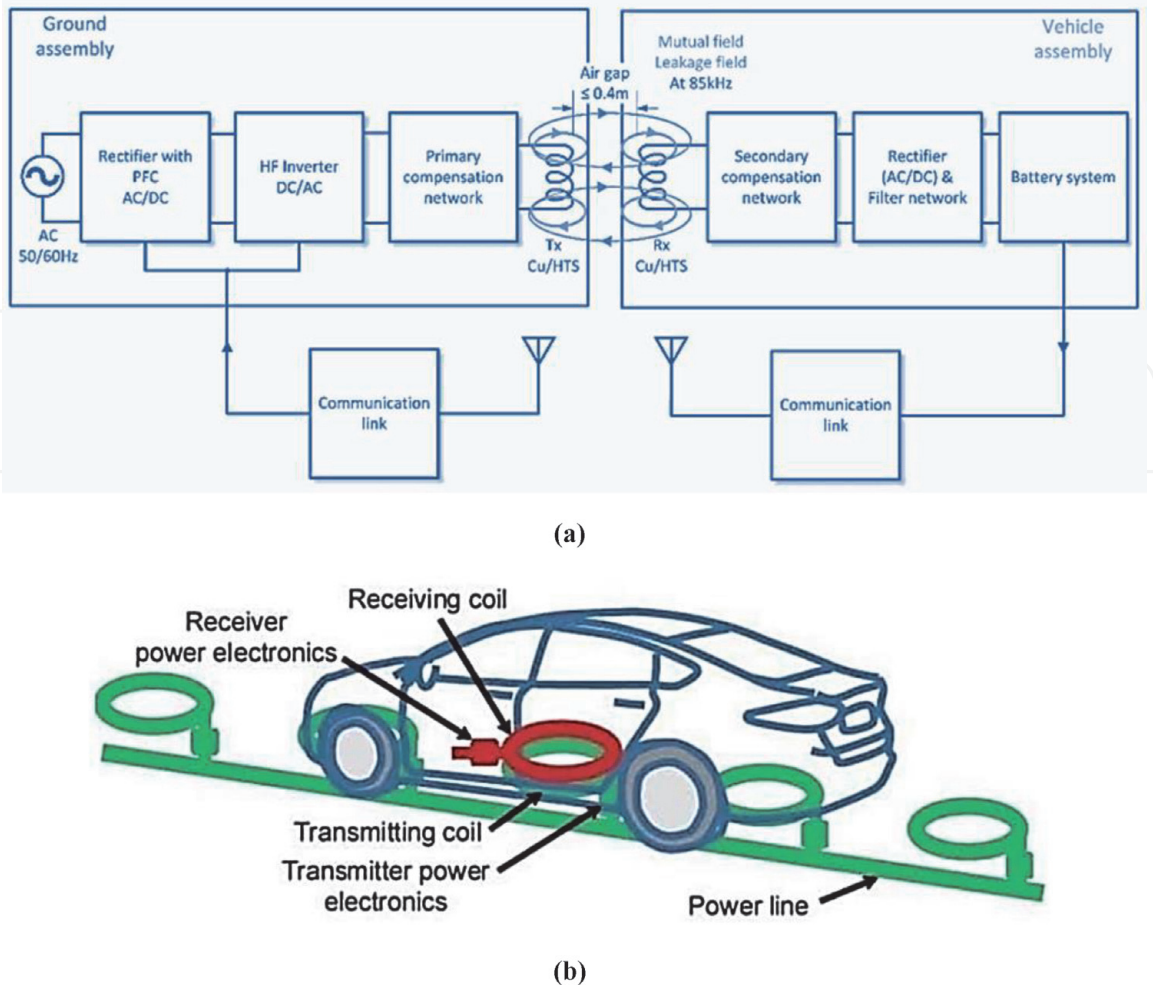 Ground
assembly
Vehicle
assembly
Mutual field
Leakage field
At 85kHz
Air gap
≤ 0.4m
Rectifier with
PFC
AC/DC
HF Inverter
DC/AC
Primary
compensation
network
Secondary
compensation
network
Rectifier
(AC/DC) &
Filter network
Battery system
AC
50/60Hz
Tx
Cu/HTS
Rx
Cu/HTS
Communication
link
Communication
link
(a)
Receiving coil
Receiver
power electronics
Transmitting coil
Transmitter power
electronics
Power line
(b)